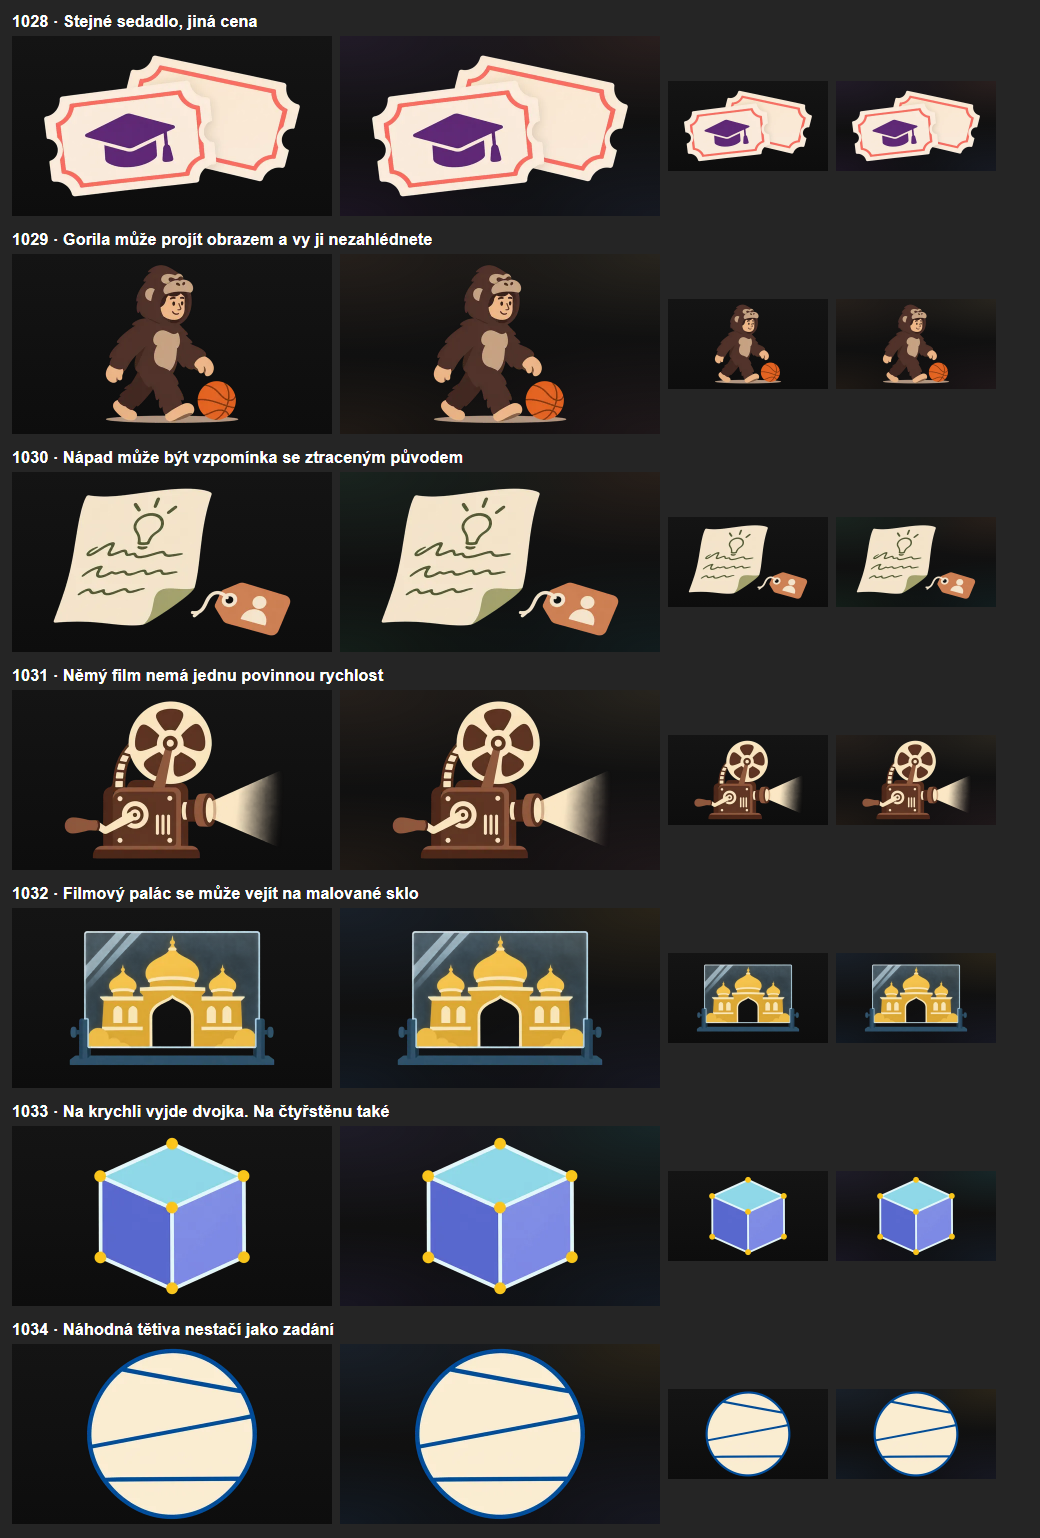 1028 · Stejné sedadlo, jiná cena
1029 · Gorila může projít obrazem a vy ji nezahlédnete
1030 · Nápad může být vzpomínka se ztraceným původem
1031 · Němý film nemá jednu povinnou rychlost
1032 · Filmový palác se může vejít na malované sklo
1033 · Na krychli vyjde dvojka. Na čtyřstěnu také
1034 · Náhodná tětiva nestačí jako zadání